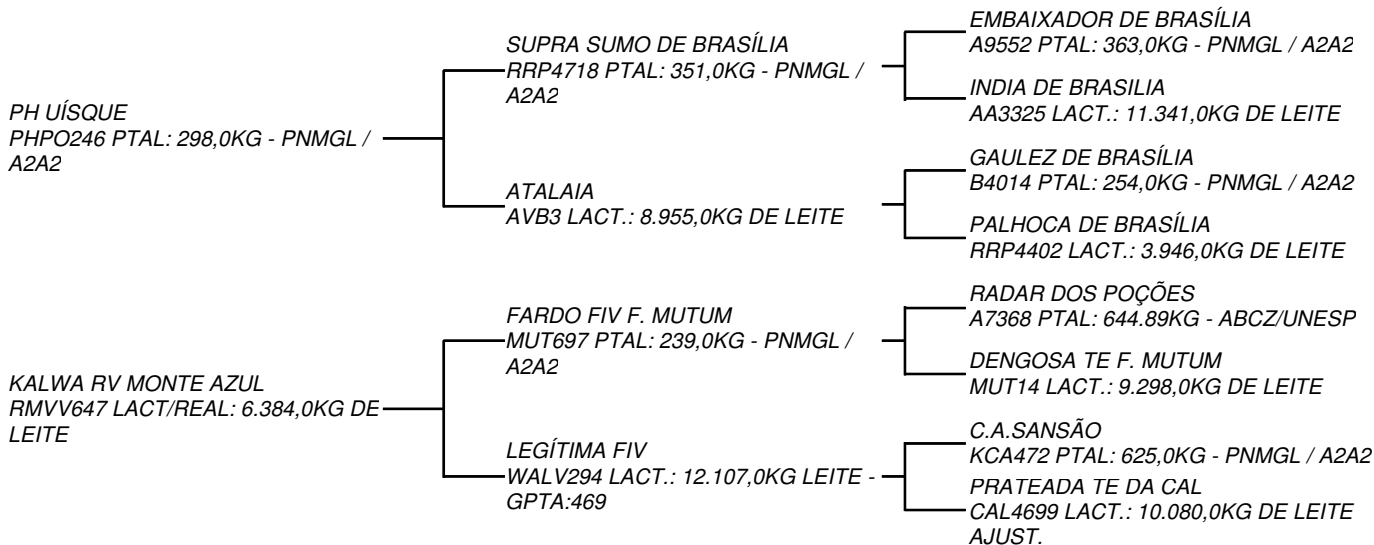 PH UÍSQUE
PHPO246 PTAL: 298,0KG - PNMGL /
A2A2
KALWA RV MONTE AZUL
RMVV647 LACT/REAL: 6.384,0KG DE
LEITE
SUPRA SUMO DE BRASÍLIA
RRP4718 PTAL: 351,0KG - PNMGL /
A2A2
ATALAIA
AVB3 LACT.: 8.955,0KG DE LEITE
FARDO FIV F. MUTUM
MUT697 PTAL: 239,0KG - PNMGL /
A2A2
LEGÍTIMA FIV
WALV294 LACT.: 12.107,0KG LEITE -
GPTA:469
EMBAIXADOR DE BRASÍLIA
A9552 PTAL: 363,0KG - PNMGL / A2A2
INDIA DE BRASILIA
AA3325 LACT.: 11.341,0KG DE LEITE
GAULEZ DE BRASÍLIA
B4014 PTAL: 254,0KG - PNMGL / A2A2
PALHOCA DE BRASÍLIA
RRP4402 LACT.: 3.946,0KG DE LEITE
RADAR DOS POÇÕES
A7368 PTAL: 644.89KG - ABCZ/UNESP
DENGOSA TE F. MUTUM
MUT14 LACT.: 9.298,0KG DE LEITE
C.A.SANSÃO
KCA472 PTAL: 625,0KG - PNMGL / A2A2
PRATEADA TE DA CAL
CAL4699 LACT.: 10.080,0KG DE LEITE
AJUST.